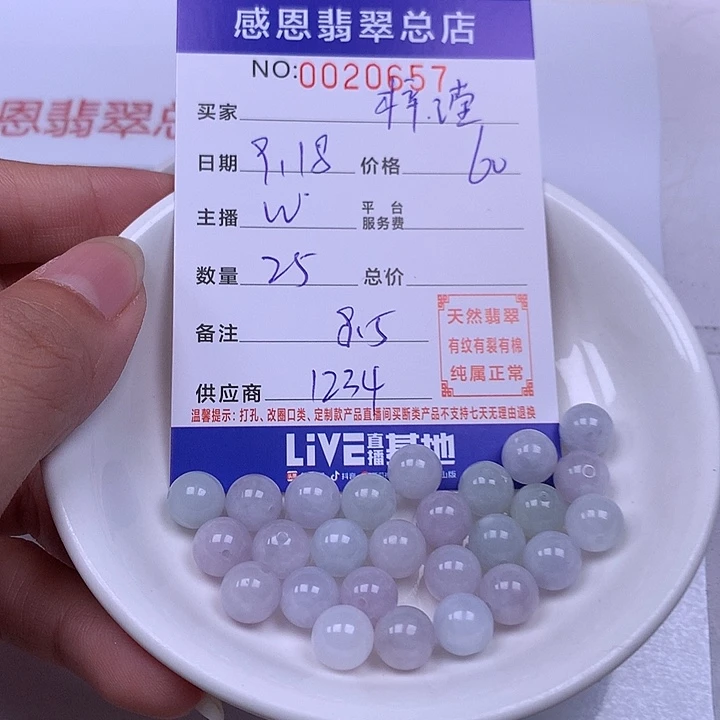 感恩翡翠总店
NO:0020657
恩翡翠总
买家 梓滢
日期 9.18 价格 60
主播 W
平台
服务费
数量 25 总价
备注 8.5
天然翡翠
有纹有裂有棉
纯属正常
供应商 1234
温馨提示：打孔、改圈口类、定制款产品直播间买断类产品不支持七天无理由退换
LiVE直播基地
抖音